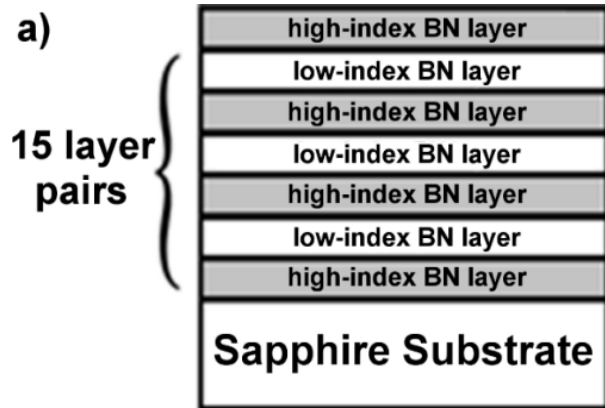 a)
high-index BN layer
low-index BN layer
high-index BN layer
15 layer
pairs
low-index BN layer
high-index BN layer
low-index BN layer
high-index BN layer
Sapphire Substrate